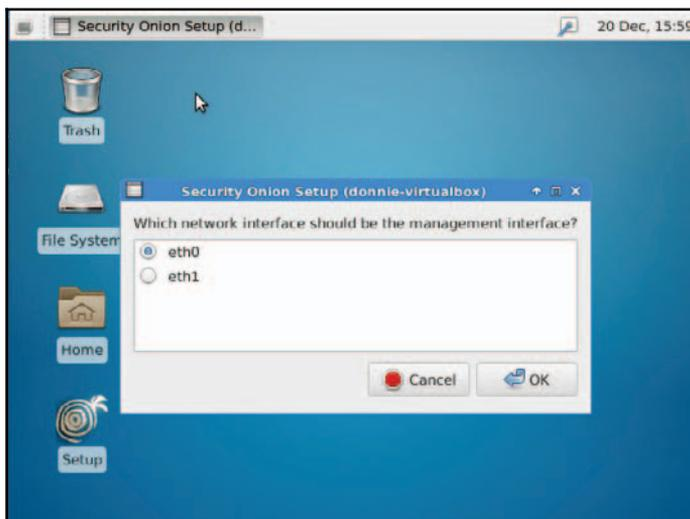 Security Onion Setup (d...
20 Dec, 15:59
Trash
Security Onion Setup (donnie-virtualbox)
Which network interface should be the management interface?
File System
eth0
eth1
Home
Cancel
OK
Setup